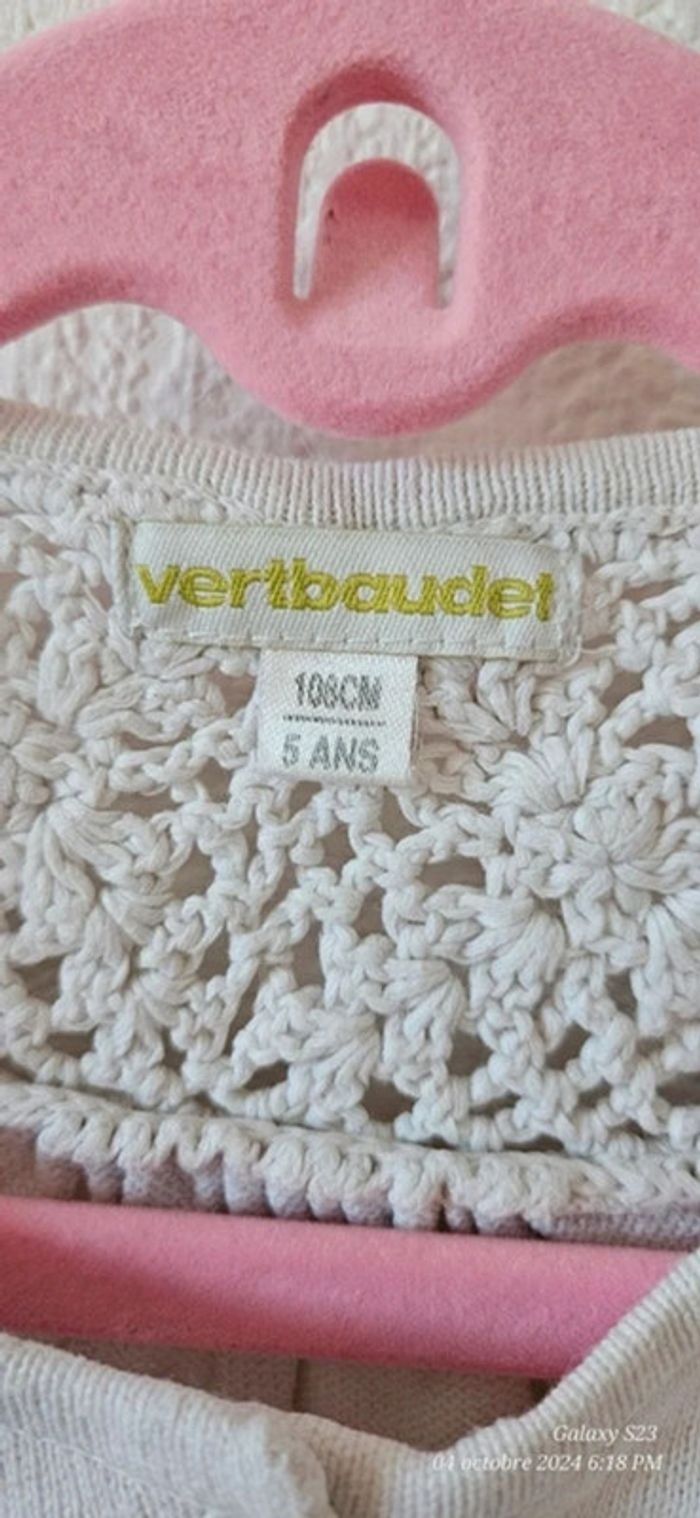 vertbaudet
108CM
5 ANS
Galaxy S23
04 octobre 2024 6:18 PM